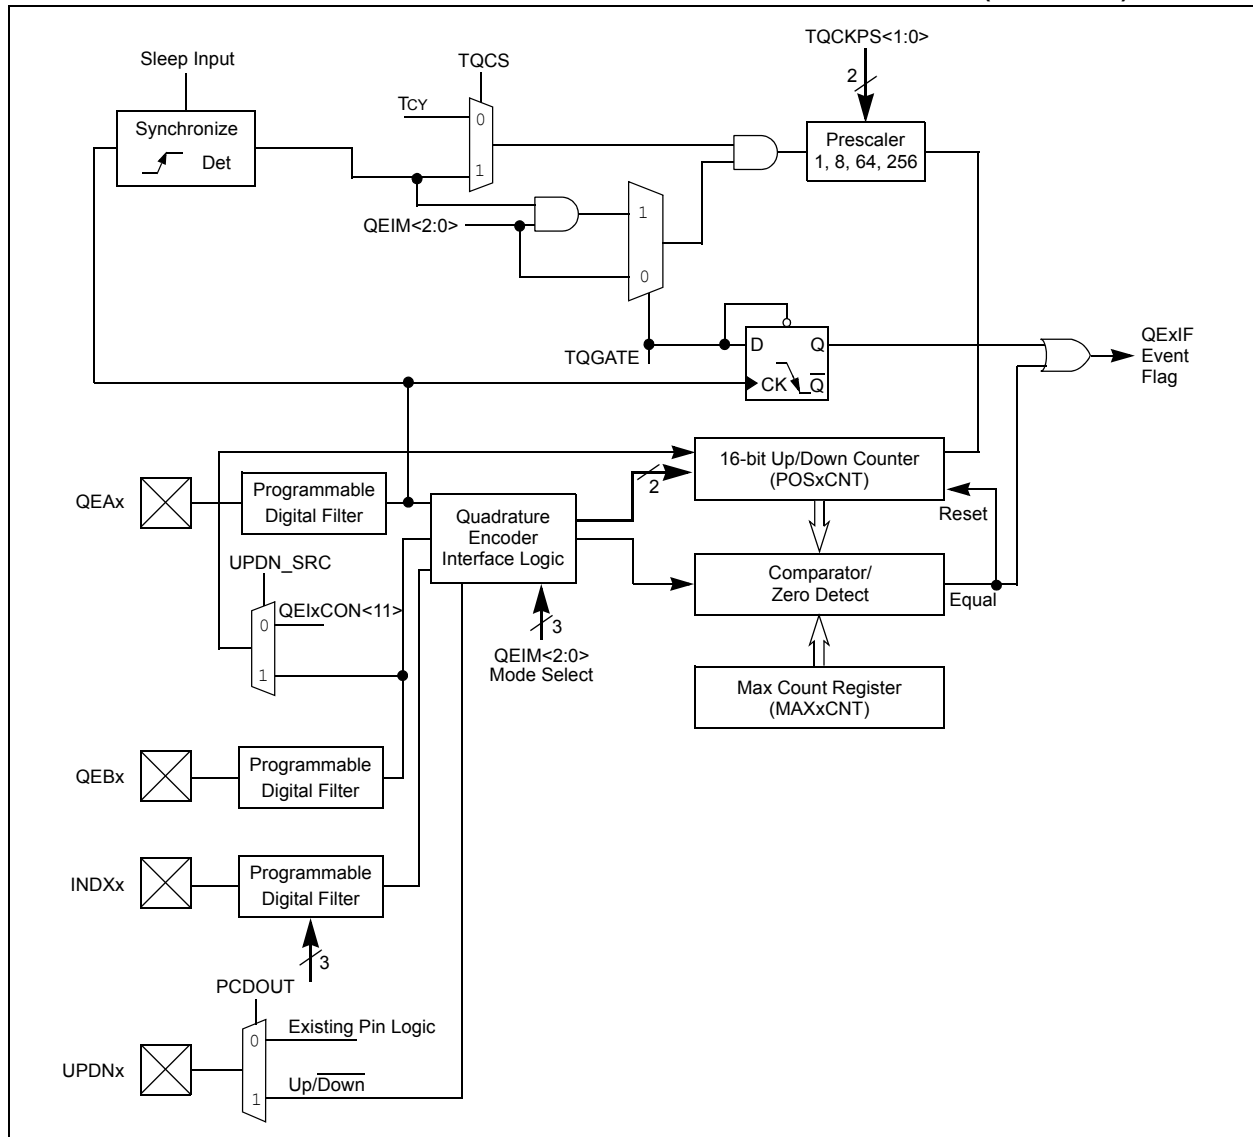 TQCKPS<1:0>
Sleep Input
TQCS
2
TCY
0
Synchronize
Det
Prescaler
1, 8, 64, 256
1
QEIM<2:0>
1
0
TQGATE
D Q
CK Q
QExIF
Event
Flag
QEAx
Programmable
Digital Filter
Quadrature
Encoder
Interface Logic
2
16-bit Up/Down Counter
(POSxCNT)
Reset
UPDN_SRC
0
QEIxCON<11>
1
3
QEIM<2:0>
Mode Select
Comparator/
Zero Detect
Equal
Max Count Register
(MAXxCNT)
QEBx
Programmable
Digital Filter
INDXx
Programmable
Digital Filter
3
PCDOUT
0
Existing Pin Logic
UPDNx
Up/Down
1